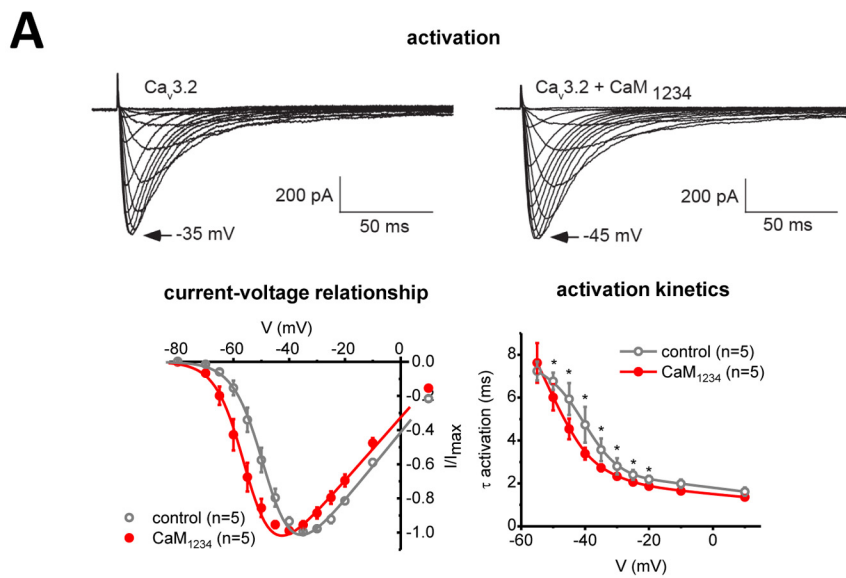 A
activation
Cav3.2
Cav3.2 + CaM 1234
200 pA
50 ms
-35 mV
200 pA
50 ms
-45 mV
current-voltage relationship
V (mV)
-80 -60 -40 -20 0
0.0
-0.2
-0.4
-0.6
-0.8
-1.0
I/Imax
control (n=5)
CaM1234 (n=5)
activation kinetics
8
6
4
2
0
τ activation (ms)
* * * * * * *
control (n=5)
CaM1234 (n=5)
-60 -40 -20 0
V (mV)